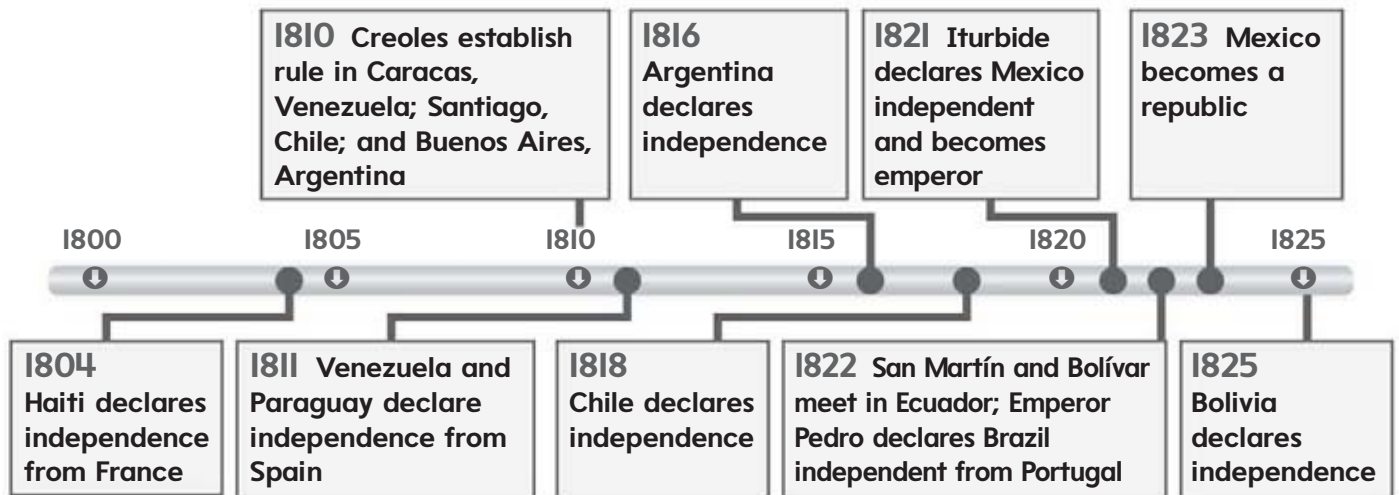 1810 Creoles establish
rule in Caracas,
Venezuela; Santiago,
Chile; and Buenos Aires,
Argentina
1816
Argentina
declares
independence
1821 Iturbide
declares Mexico
independent
and becomes
emperor
1823 Mexico
becomes a
republic
1800
1805
1810
1815
1820
1825
1804
Haiti declares
independence
from France
1811 Venezuela and
Paraguay declare
independence from
Spain
1818
Chile declares
independence
1822 San Martín and Bolívar
meet in Ecuador; Emperor
Pedro declares Brazil
independent from Portugal
1825
Bolivia
declares
independence